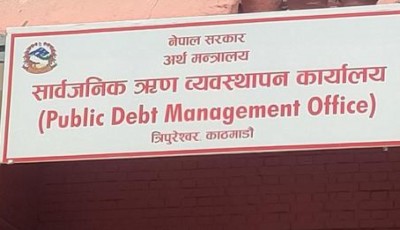 नेपाल सरकार
अर्थ मन्त्रालय
सार्वजनिक ऋण व्यवस्थापन कार्यालय
(Public Debt Management Office)
त्रिपुरेश्वर, काठमाडौं